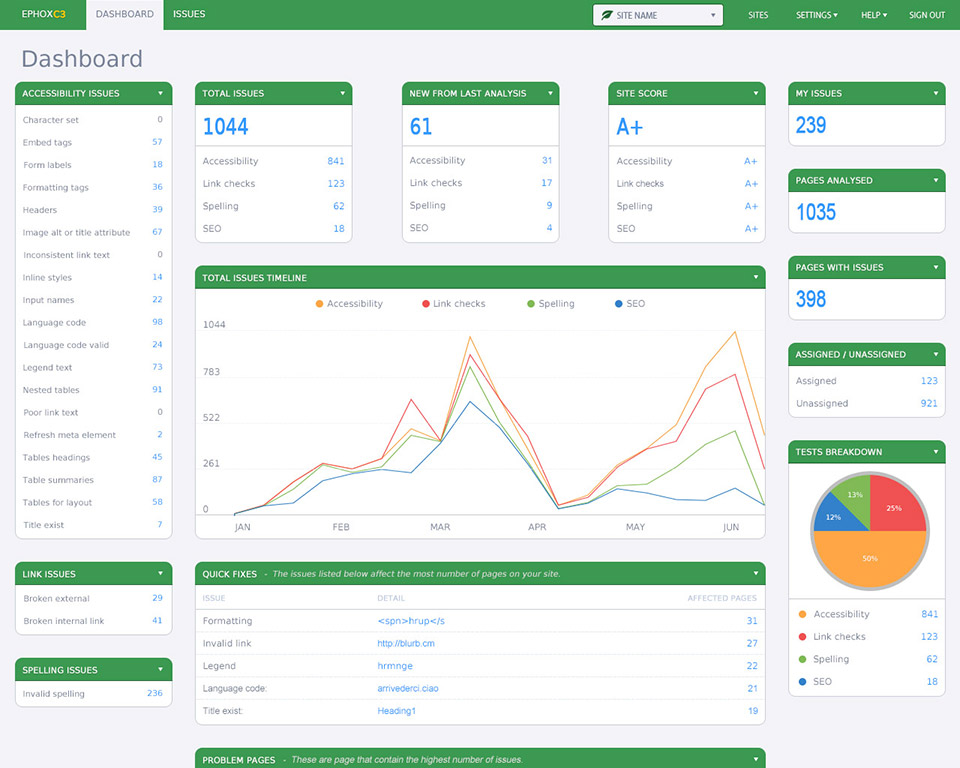 EPHOXC3 DASHBOARD ISSUES SITE NAME SITES SETTINGS HELP SIGN OUT
Dashboard
ACCESSIBILITY ISSUES
Character set 0
Embed tags 57
Form labels 18
Formatting tags 36
Headers 39
Image alt or title attribute 67
Inconsistent link text 0
Inline styles 14
Input names 22
Language code 98
Language code valid 24
Legend text 73
Nested tables 91
Poor link text 0
Refresh meta element 2
Tables headings 45
Table summaries 87
Tables for layout 58
Title exist 7
LINK ISSUES
Broken external 29
Broken internal link 41
SPELLING ISSUES
Invalid spelling 236
TOTAL ISSUES
1044
Accessibility 841
Link checks 123
Spelling 62
SEO 18
NEW FROM LAST ANALYSIS
61
Accessibility 31
Link checks 17
Spelling 9
SEO 4
SITE SCORE
A+
Accessibility A+
Link checks A+
Spelling A+
SEO A+
TOTAL ISSUES TIMELINE
Accessibility Link checks Spelling SEO
1044
783
522
261
0
JAN FEB MAR APR MAY JUN
QUICK FIXES - The issues listed below affect the most number of pages on your site.
ISSUE DETAIL AFFECTED PAGES
Formatting <spn>hrup</s 31
Invalid link http://blurb.cm 27
Legend hrmnge 22
Language code: arrivederci.ciao 21
Title exist: Heading1 19
PROBLEM PAGES - These are page that contain the highest number of issues.
MY ISSUES
239
PAGES ANALYSED
1035
PAGES WITH ISSUES
398
ASSIGNED / UNASSIGNED
Assigned 123
Unassigned 921
TESTS BREAKDOWN
13%
25%
12%
50%
Accessibility 841
Link checks 123
Spelling 62
SEO 18